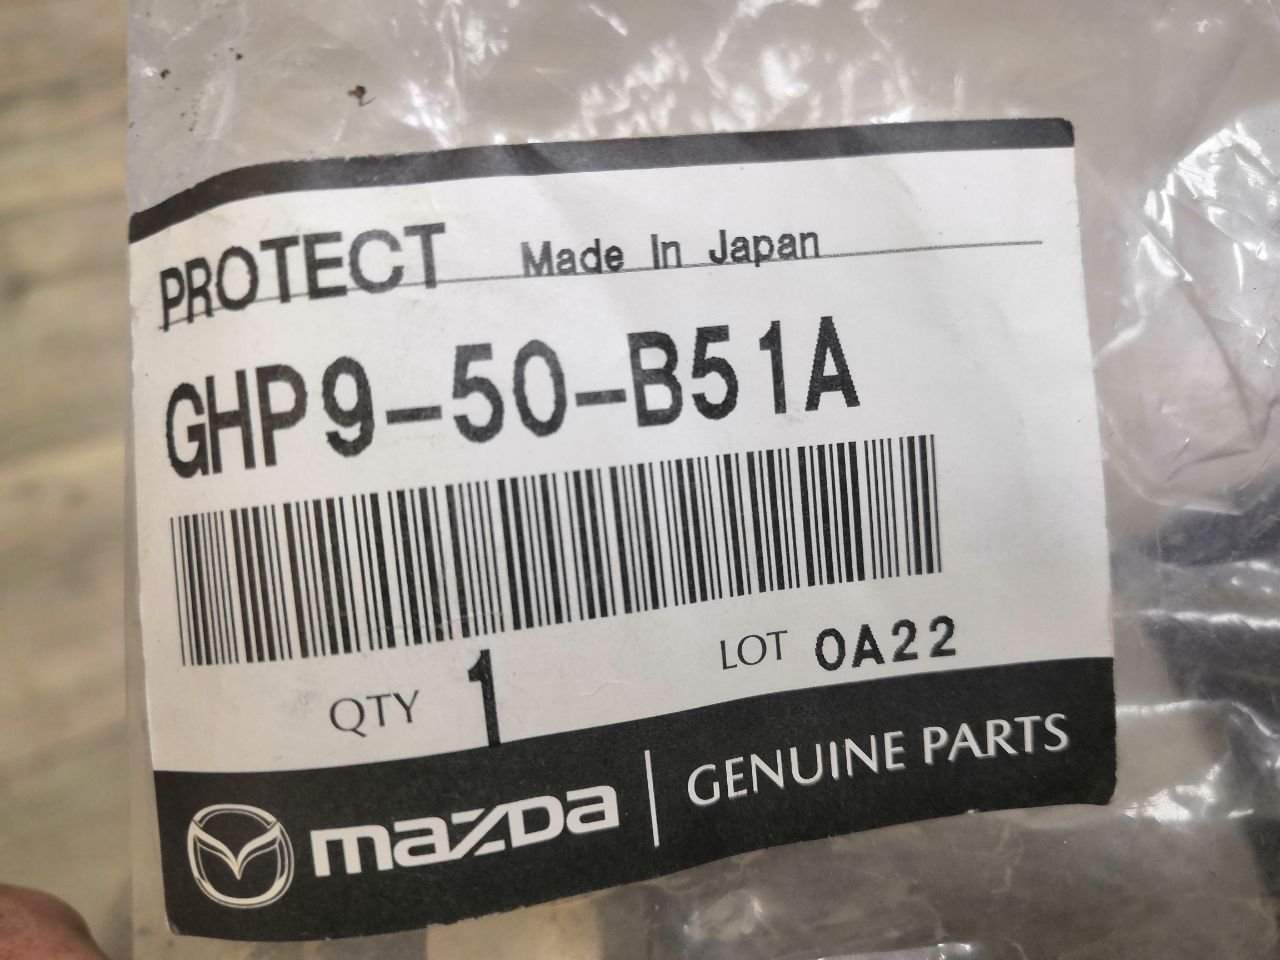 PROTECT Made In Japan
GHP9-50-B51A
QTY 1 LOT 0A22
mazda GENUINE PARTS